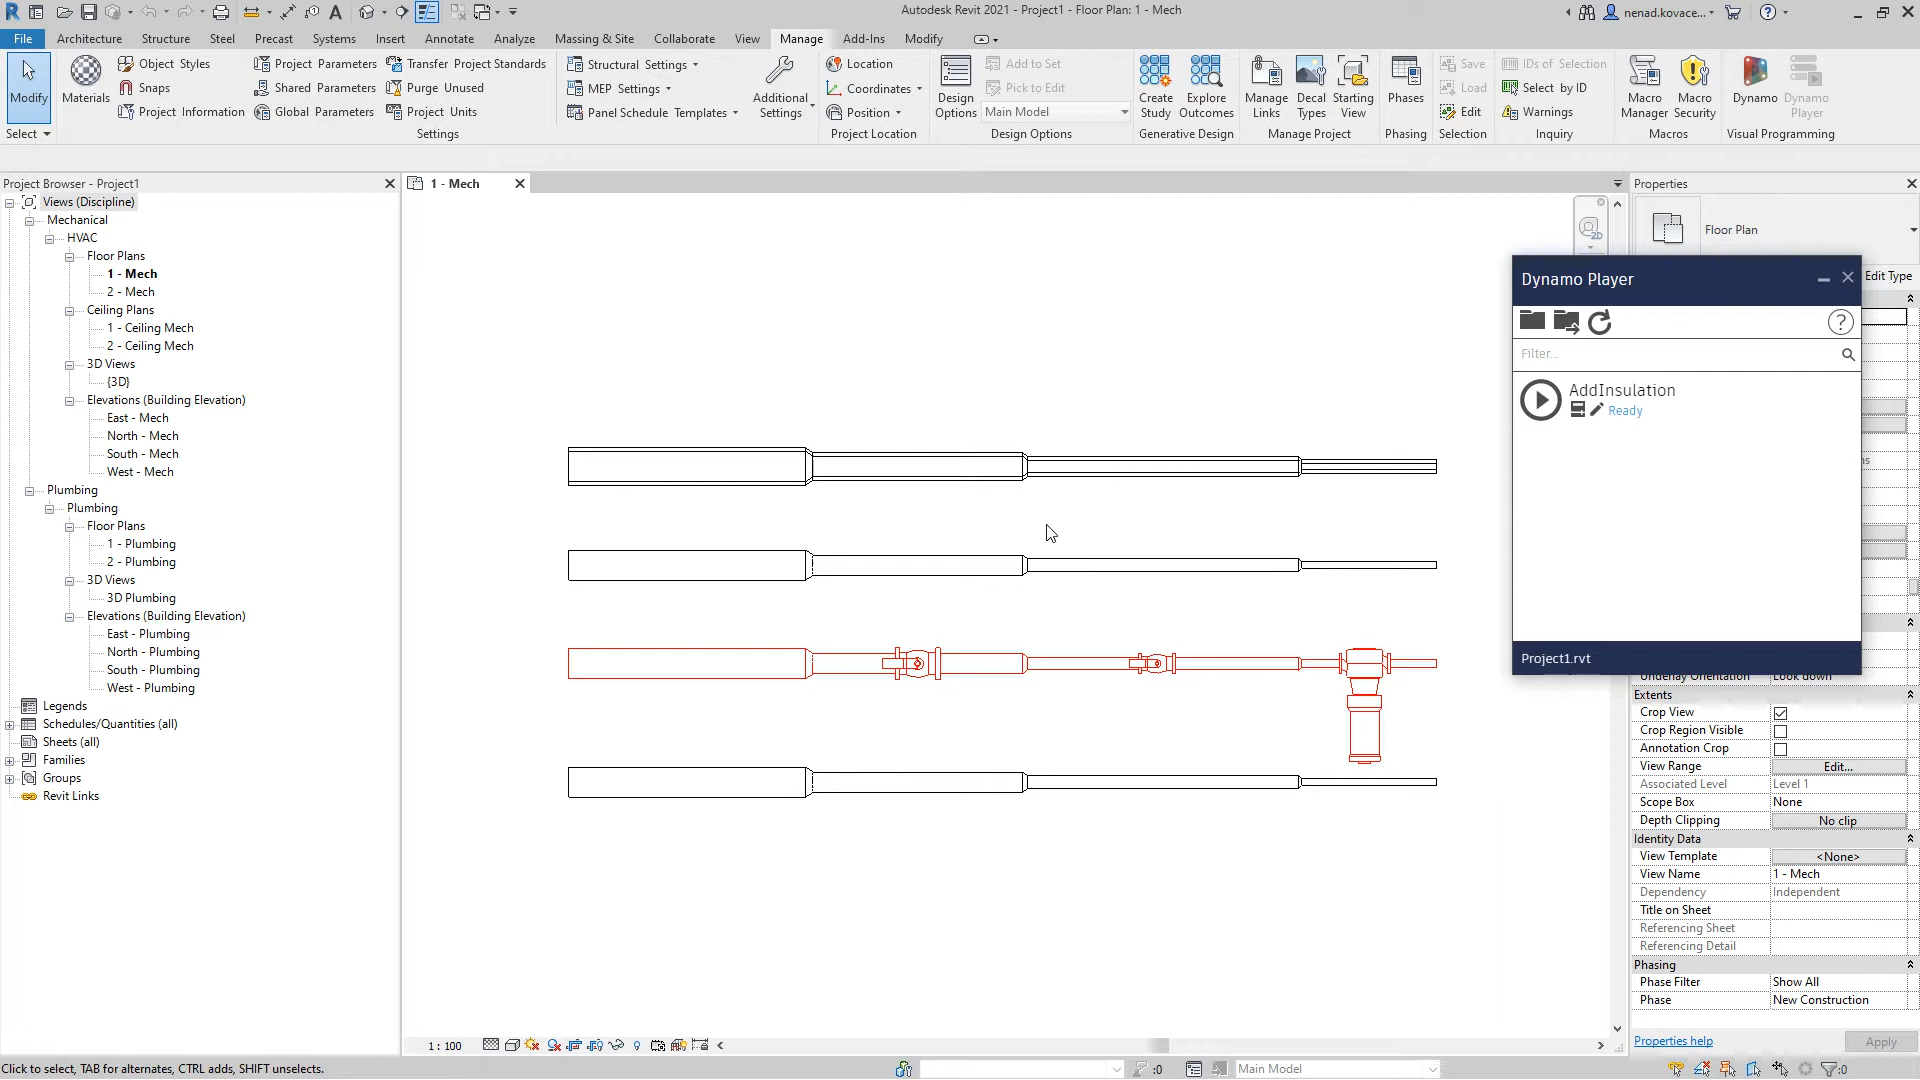 Autodesk Revit 2021 - Project1 - Floor Plan: 1 - Mech
nenad.kovace...
File Architecture Structure Steel Precast Systems Insert Annotate Analyze Massing & Site Collaborate View Manage Add-Ins Modify
Modify
Select
Materials
Object Styles
Snaps
Project Information
Project Parameters
Shared Parameters
Global Parameters
Transfer Project Standards
Purge Unused
Project Units
Settings
Structural Settings
MEP Settings
Panel Schedule Templates
Additional
Settings
Location
Coordinates
Position
Project Location
Design
Options
Add to Set
Pick to Edit
Main Model
Design Options
Create
Study
Explore
Outcomes
Generative Design
Manage
Links
Decal
Types
Starting
View
Manage Project
Phases
Phasing
Save
Load
Edit
Selection
IDs of Selection
Select by ID
Warnings
Inquiry
Macro
Manager
Macro
Security
Macros
Dynamo
Dynamo
Player
Visual Programming
Project Browser - Project1
Views (Discipline)
Mechanical
HVAC
Floor Plans
1 - Mech
2 - Mech
Ceiling Plans
1 - Ceiling Mech
2 - Ceiling Mech
3D Views
{3D}
Elevations (Building Elevation)
East - Mech
North - Mech
South - Mech
West - Mech
Plumbing
Plumbing
Floor Plans
1 - Plumbing
2 - Plumbing
3D Views
3D Plumbing
Elevations (Building Elevation)
East - Plumbing
North - Plumbing
South - Plumbing
West - Plumbing
Legends
Schedules/Quantities (all)
Sheets (all)
Families
Groups
Revit Links
1 - Mech
2D
Properties
Floor Plan
Edit Type
Dynamo Player
Filter...
AddInsulation
Ready
Project1.rvt
Underlay Orientation Look down
Extents
Crop View
Crop Region Visible
Annotation Crop
View Range Edit...
Associated Level Level 1
Scope Box None
Depth Clipping No clip
Identity Data
View Template <None>
View Name 1 - Mech
Dependency Independent
Title on Sheet
Referencing Sheet
Referencing Detail
Phasing
Phase Filter Show All
Phase New Construction
Properties help Apply
1 : 100
Click to select, TAB for alternates, CTRL adds, SHIFT unselects.
:0
Main Model
:0